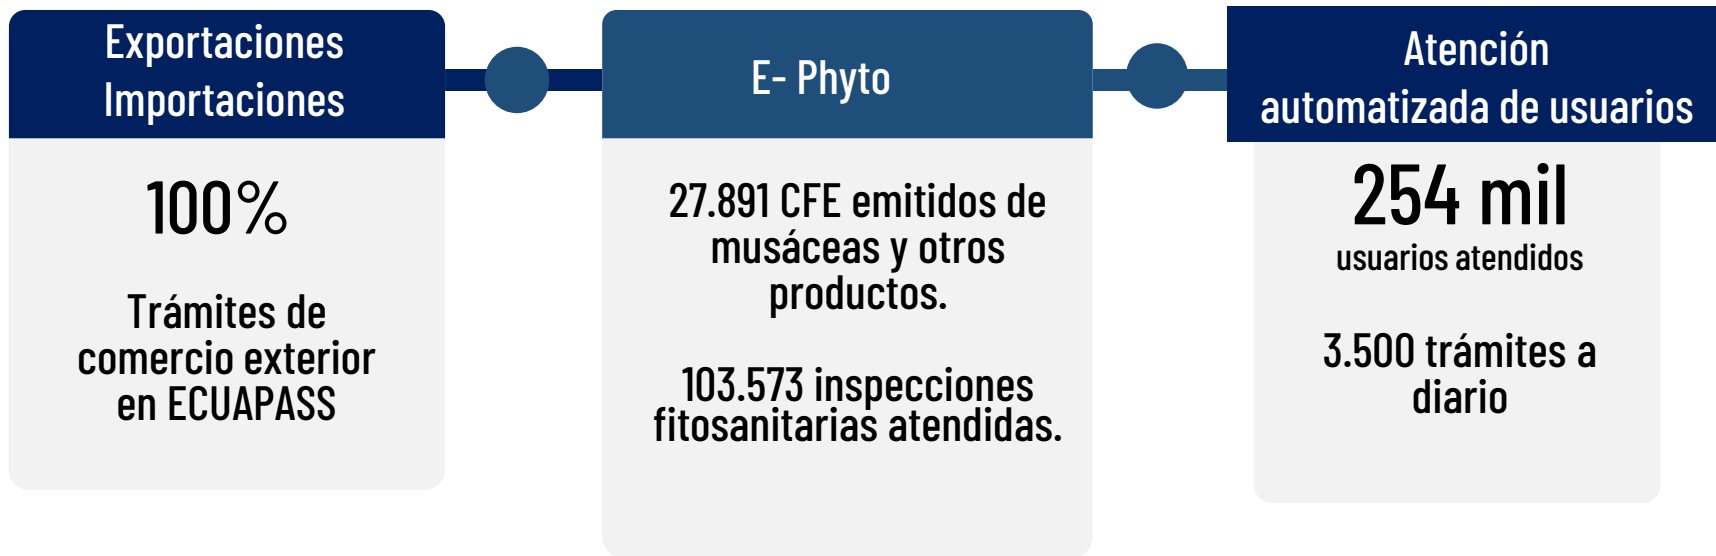 Exportaciones
Importaciones
100%
Trámites de
comercio exterior
en ECUAPASS
E- Phyto
27.891 CFE emitidos de
musáceas y otros
productos.
103.573 inspecciones
fitosanitarias atendidas.
Atención
automatizada de usuarios
254 mil
usuarios atendidos
3.500 trámites a
diario